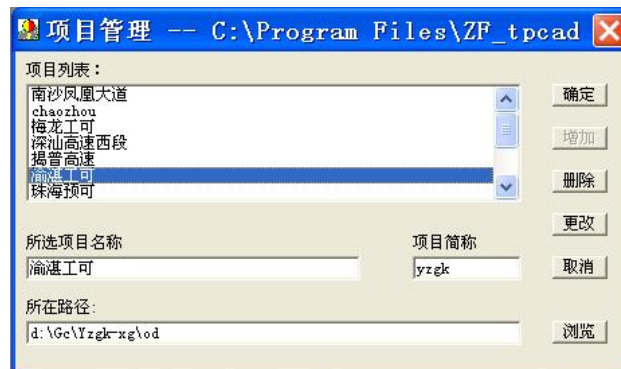 项目管理 -- C:\Program Files\ZF_tpcad
项目列表：
南沙凤凰大道
chaozhou
梅龙工可
深汕高速西段
揭普高速
渝湛工可
珠海预可
确定
增加
删除
更改
取消
所选项目名称
项目简称
渝湛工可
yzgk
所在路径:
d:\Gc\Yzgk-xg\od
浏览